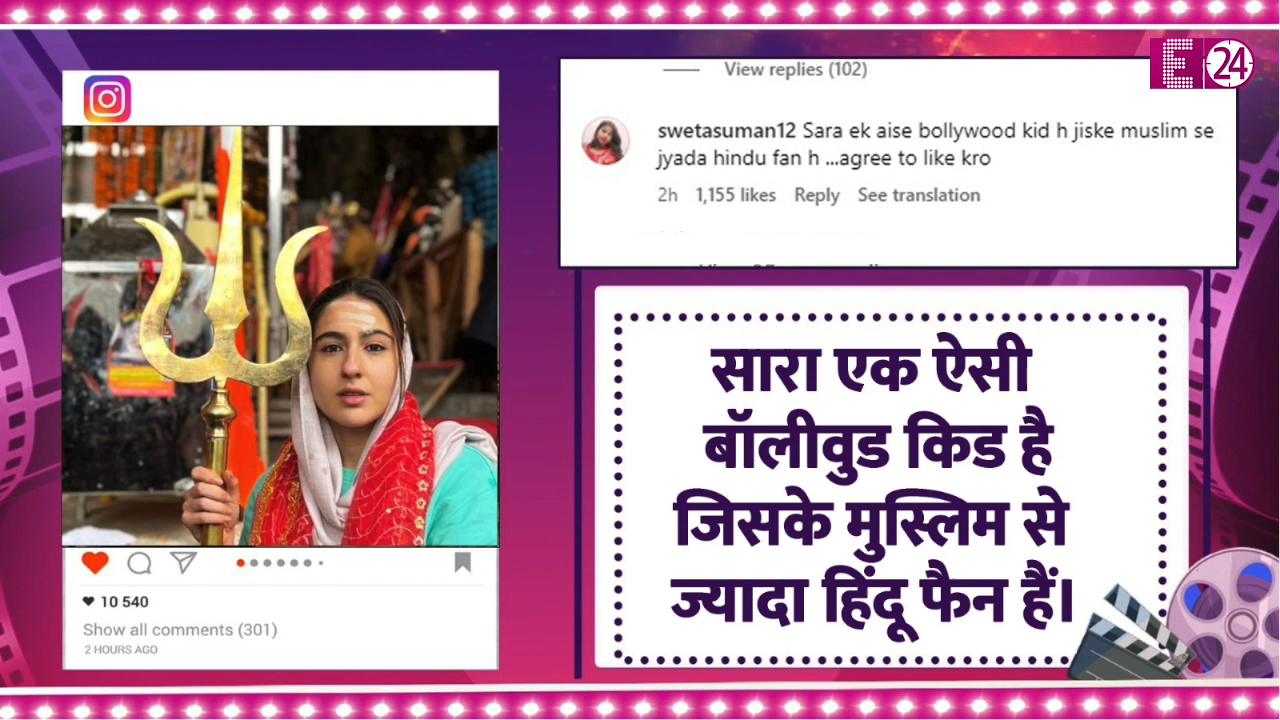 E 24
View replies (102)
swetasuman12 Sara ek aise bollywood kid h jiske muslim se
jyada hindu fan h ...agree to like kro
2h 1,155 likes Reply See translation
सारा एक ऐसी
बॉलीवुड किड है
जिसके मुस्लिम से
ज्यादा हिंदू फैन हैं।
10 540
Show all comments (301)
2 HOURS AGO